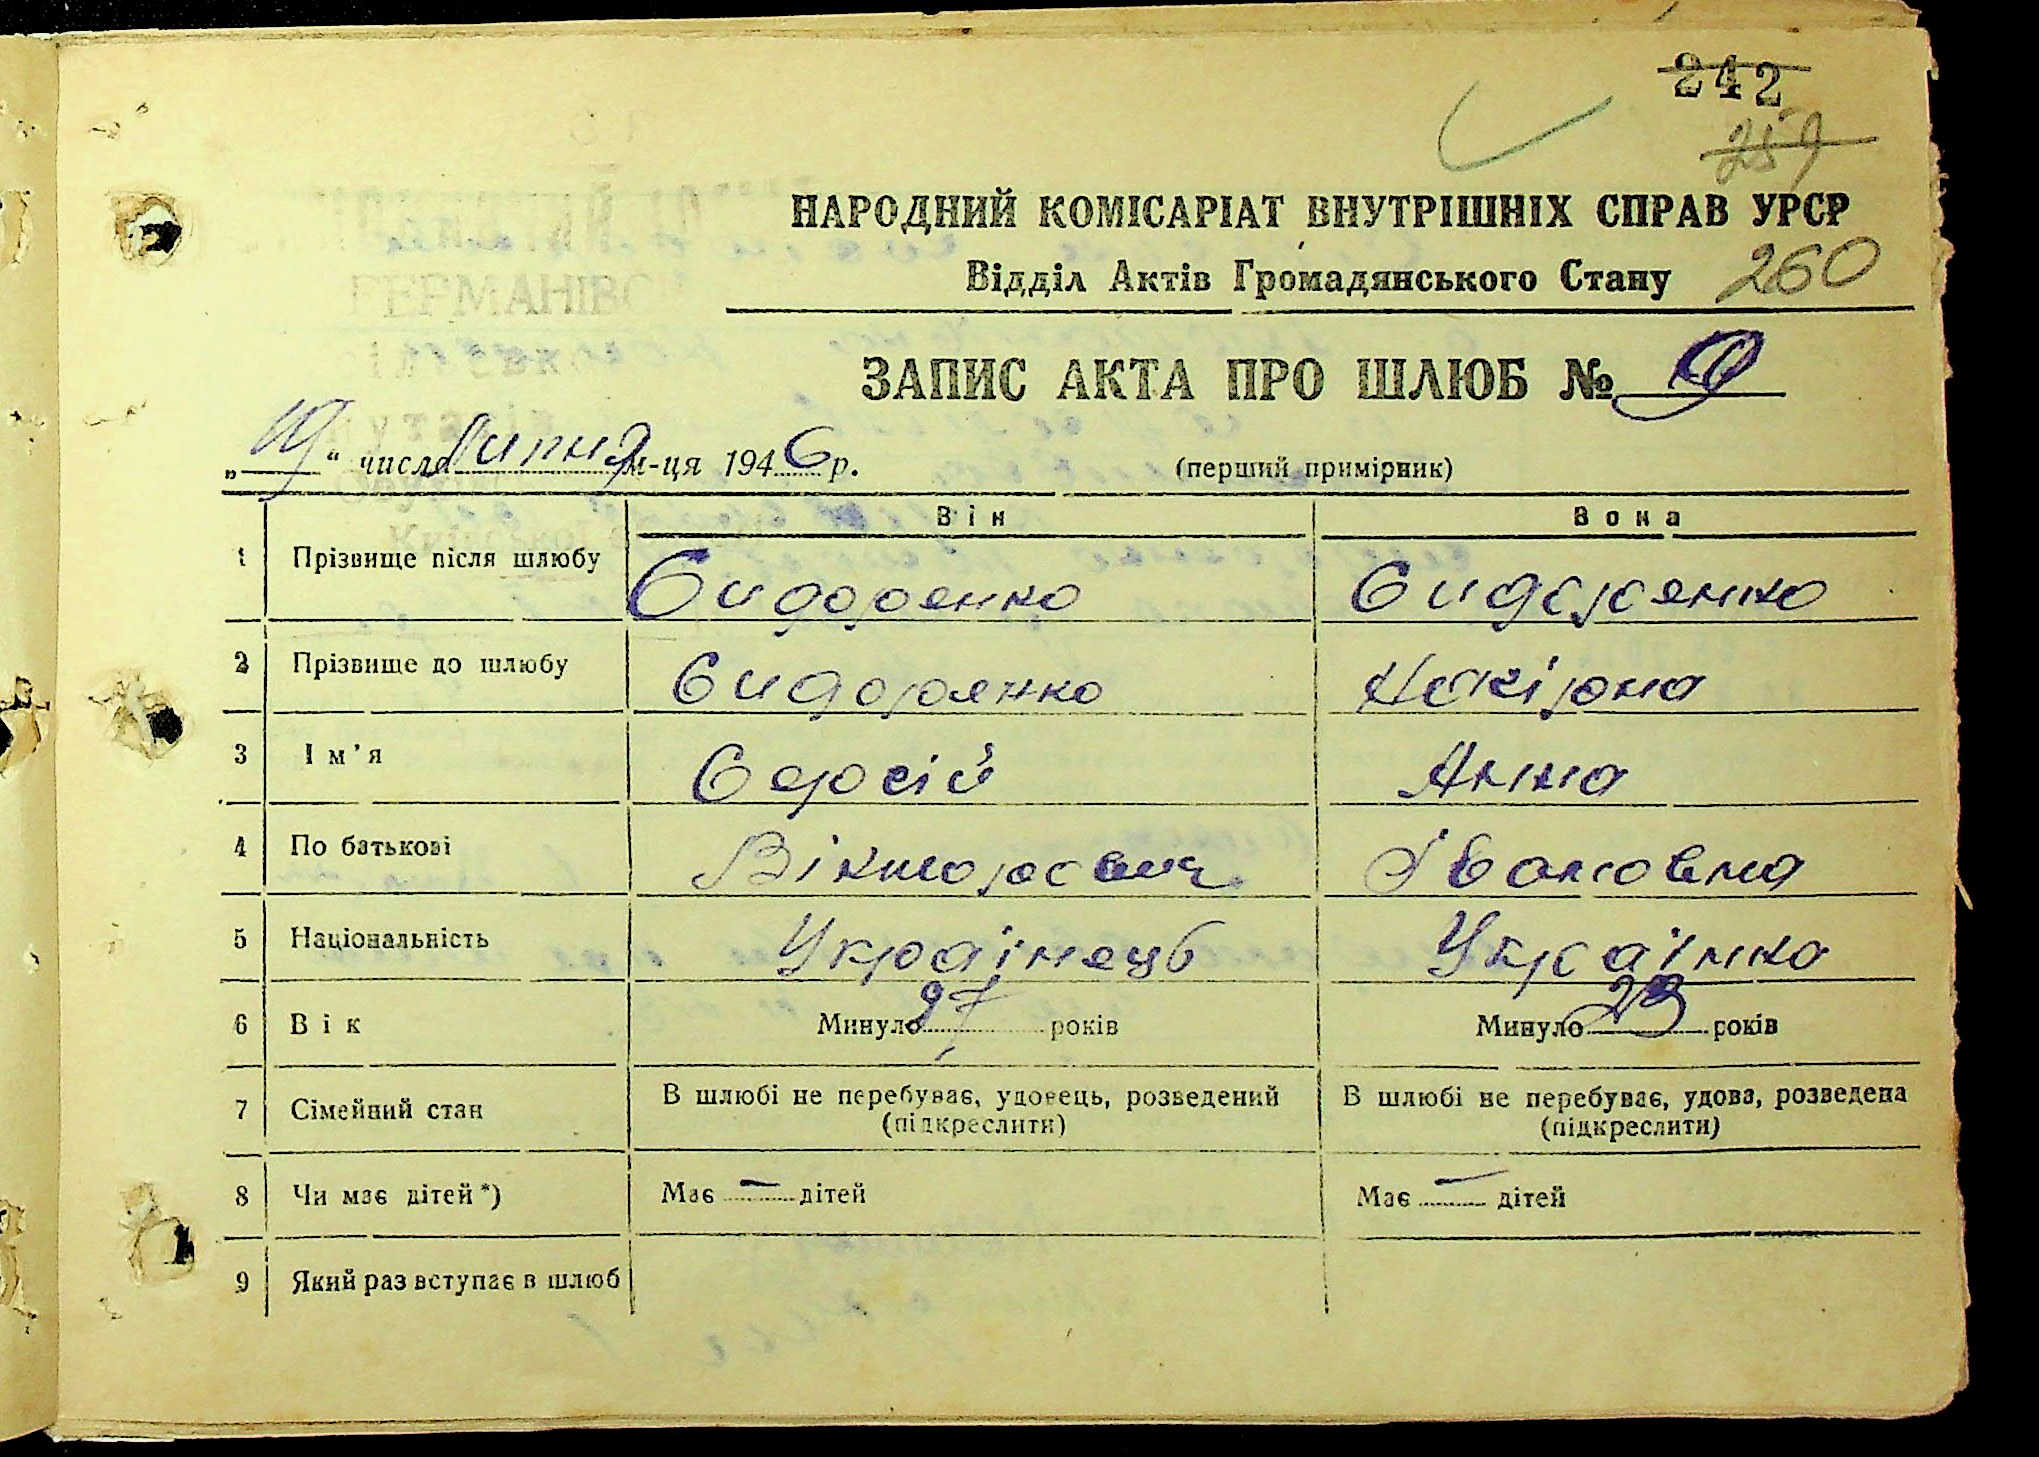 242
259
НАРОДНИЙ КОМІСАРІАТ ВНУТРІШНІХ СПРАВ УРСР
Відділ Актів Громадянського Стану 260
ЗАПИС АКТА ПРО ШЛЮБ № 9
„19“ числа Липня м-ця 1946 р. (перший примірник)
Він Вона
1 Прізвище після шлюбу Сидоренко Сидоренко
2 Прізвище до шлюбу Сидоренко
3 Ім'я Сергій Анна
4 По батькові Вікторович Івановна
5 Національність Українець Українка
6 Вік Минуло 27 років Минуло 23 років
7 Сімейний стан В шлюбі не перебуває, удовець, розведений В шлюбі не перебуває, удова, розведена
(підкреслити) (підкреслити)
8 Чи має дітей*) Має — дітей Має — дітей
9 Який раз вступає в шлюб